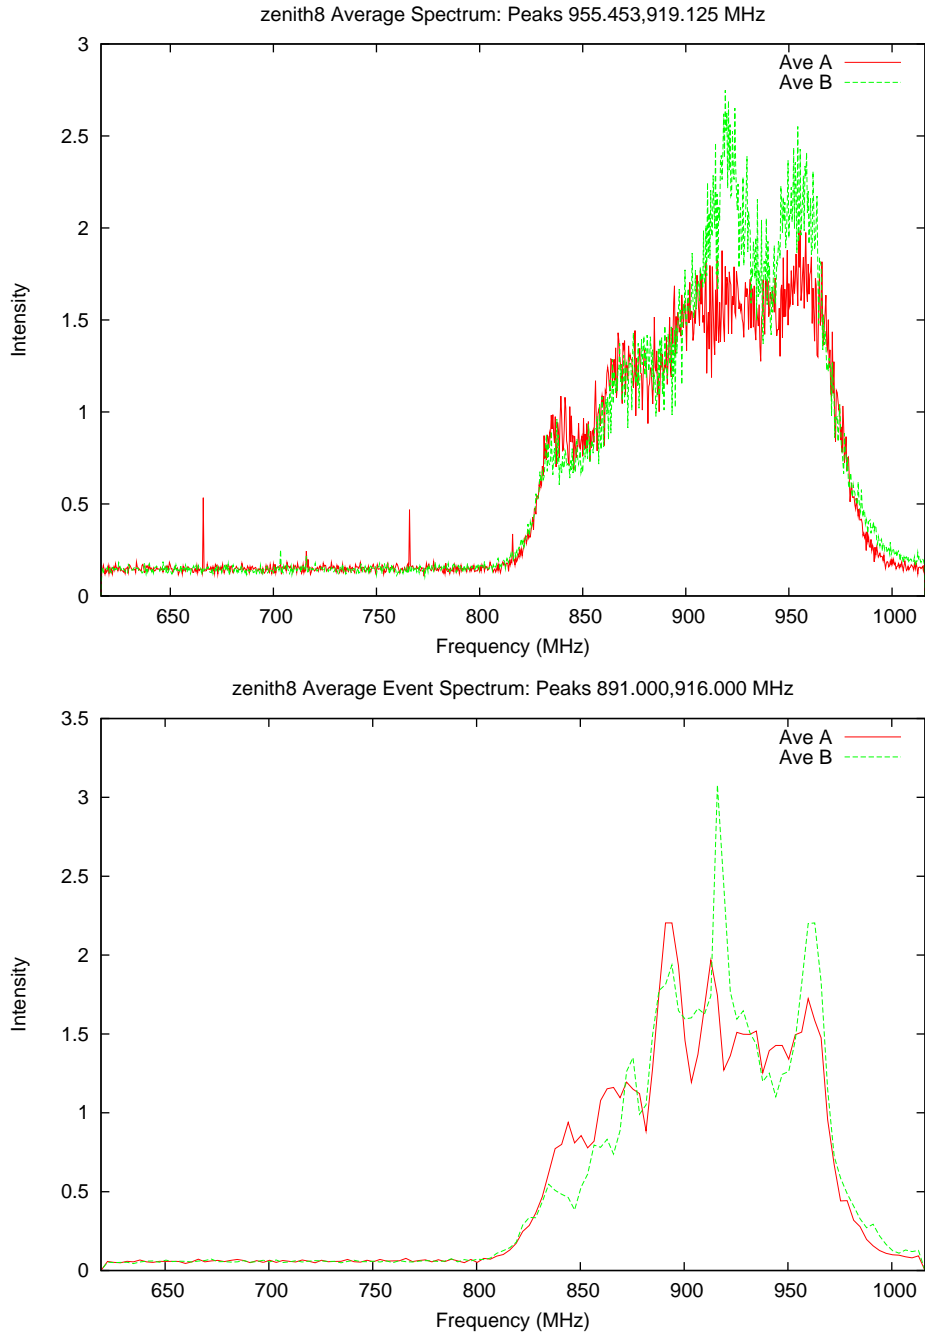 zenith8 Average Spectrum: Peaks 955.453,919.125 MHz
3
2.5
2
1.5
1
0.5
0
Intensity
Ave A
Ave B
650 700 750 800 850 900 950 1000
Frequency (MHz)
zenith8 Average Event Spectrum: Peaks 891.000,916.000 MHz
3.5
3
2.5
2
1.5
1
0.5
0
Intensity
Ave A
Ave B
650 700 750 800 850 900 950 1000
Frequency (MHz)